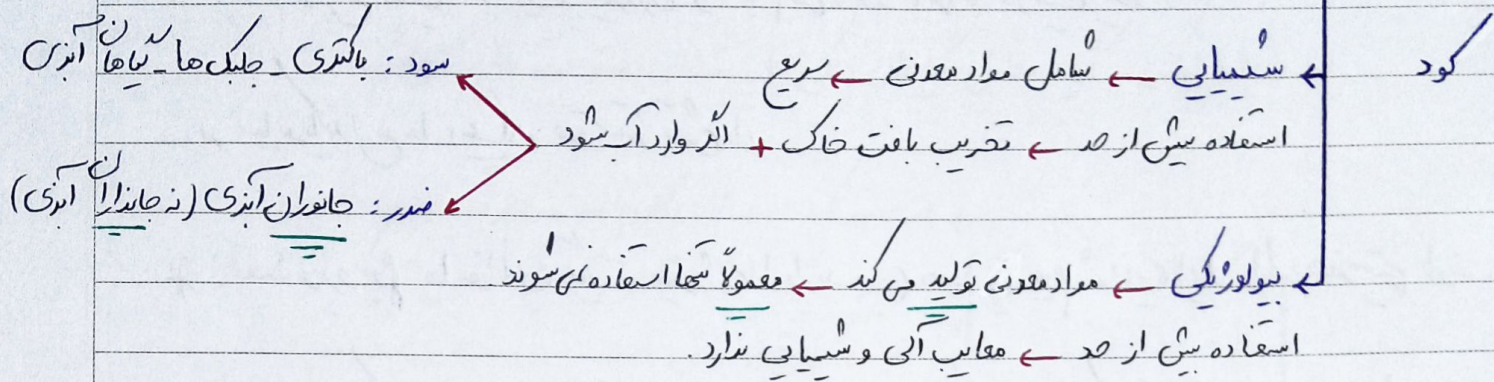 کود
← شیمیایی ← شامل مواد معدنی ← سریع
استفاده بیش از حد ← تخریب بافت خاک + اگر وارد آب شود
سود: باکتری - جلبک ها - گیاهان آبزی
ضرر: جانوران آبزی (نه جانداران آبزی)
← بیولوژیکی ← مواد معدنی تولید می کند ← معمولاً تنها استفاده نمی شوند
استفاده بیش از حد ← معایب آلی و شیمیایی ندارد.